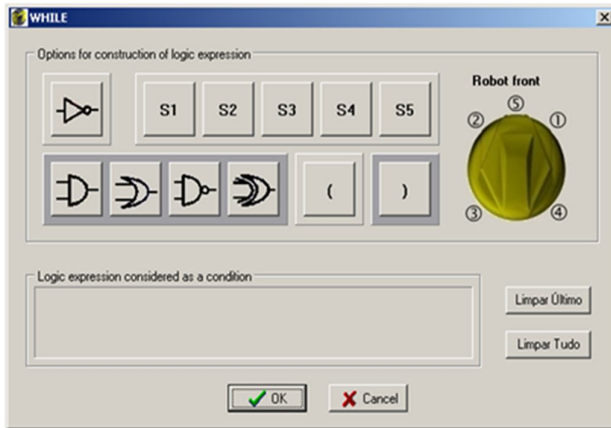 WHILE
Options for construction of logic expression
S1 S2 S3 S4 S5
( )
Robot front
⑤
② ①
③ ④
Logic expression considered as a condition
Limpar Último
Limpar Tudo
OK Cancel